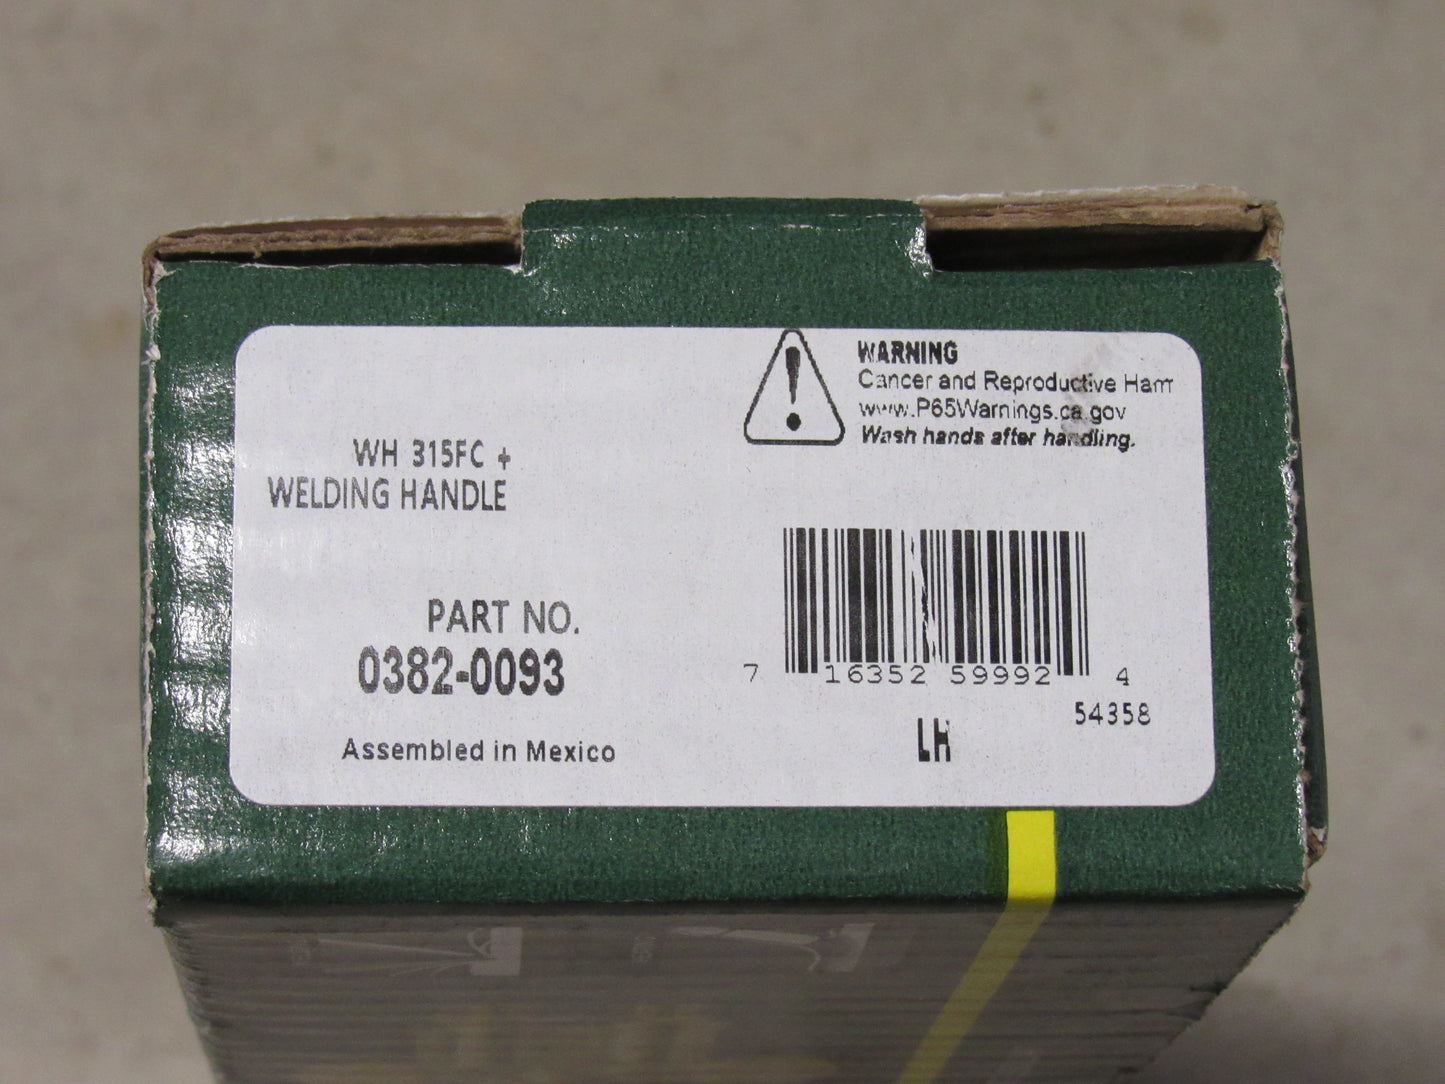 WARNING
Cancer and Reproductive Harm
www.P65Warnings.ca.gov
Wash hands after handling.
WH 315FC +
WELDING HANDLE
PART NO.
0382-0093
Assembled in Mexico
7 16352 59992 4
54358
LH